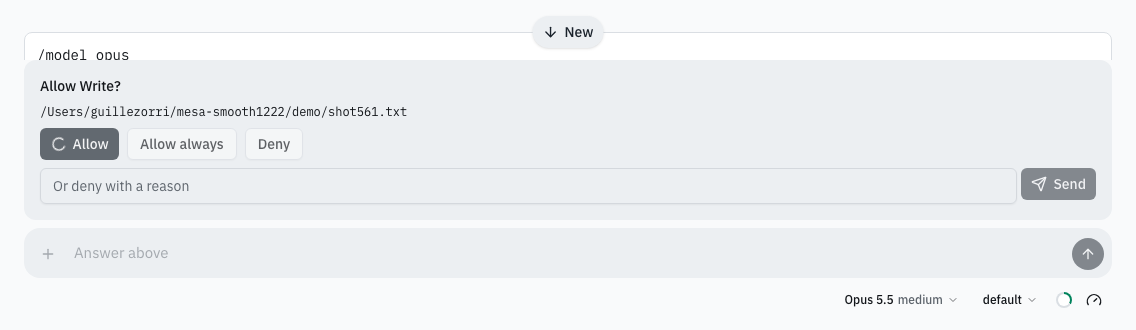 New
/model opus
Allow Write?
/Users/guillezorri/mesa-smooth1222/demo/shot561.txt
Allow Allow always Deny
Or deny with a reason Send
Answer above
Opus 5.5 medium default